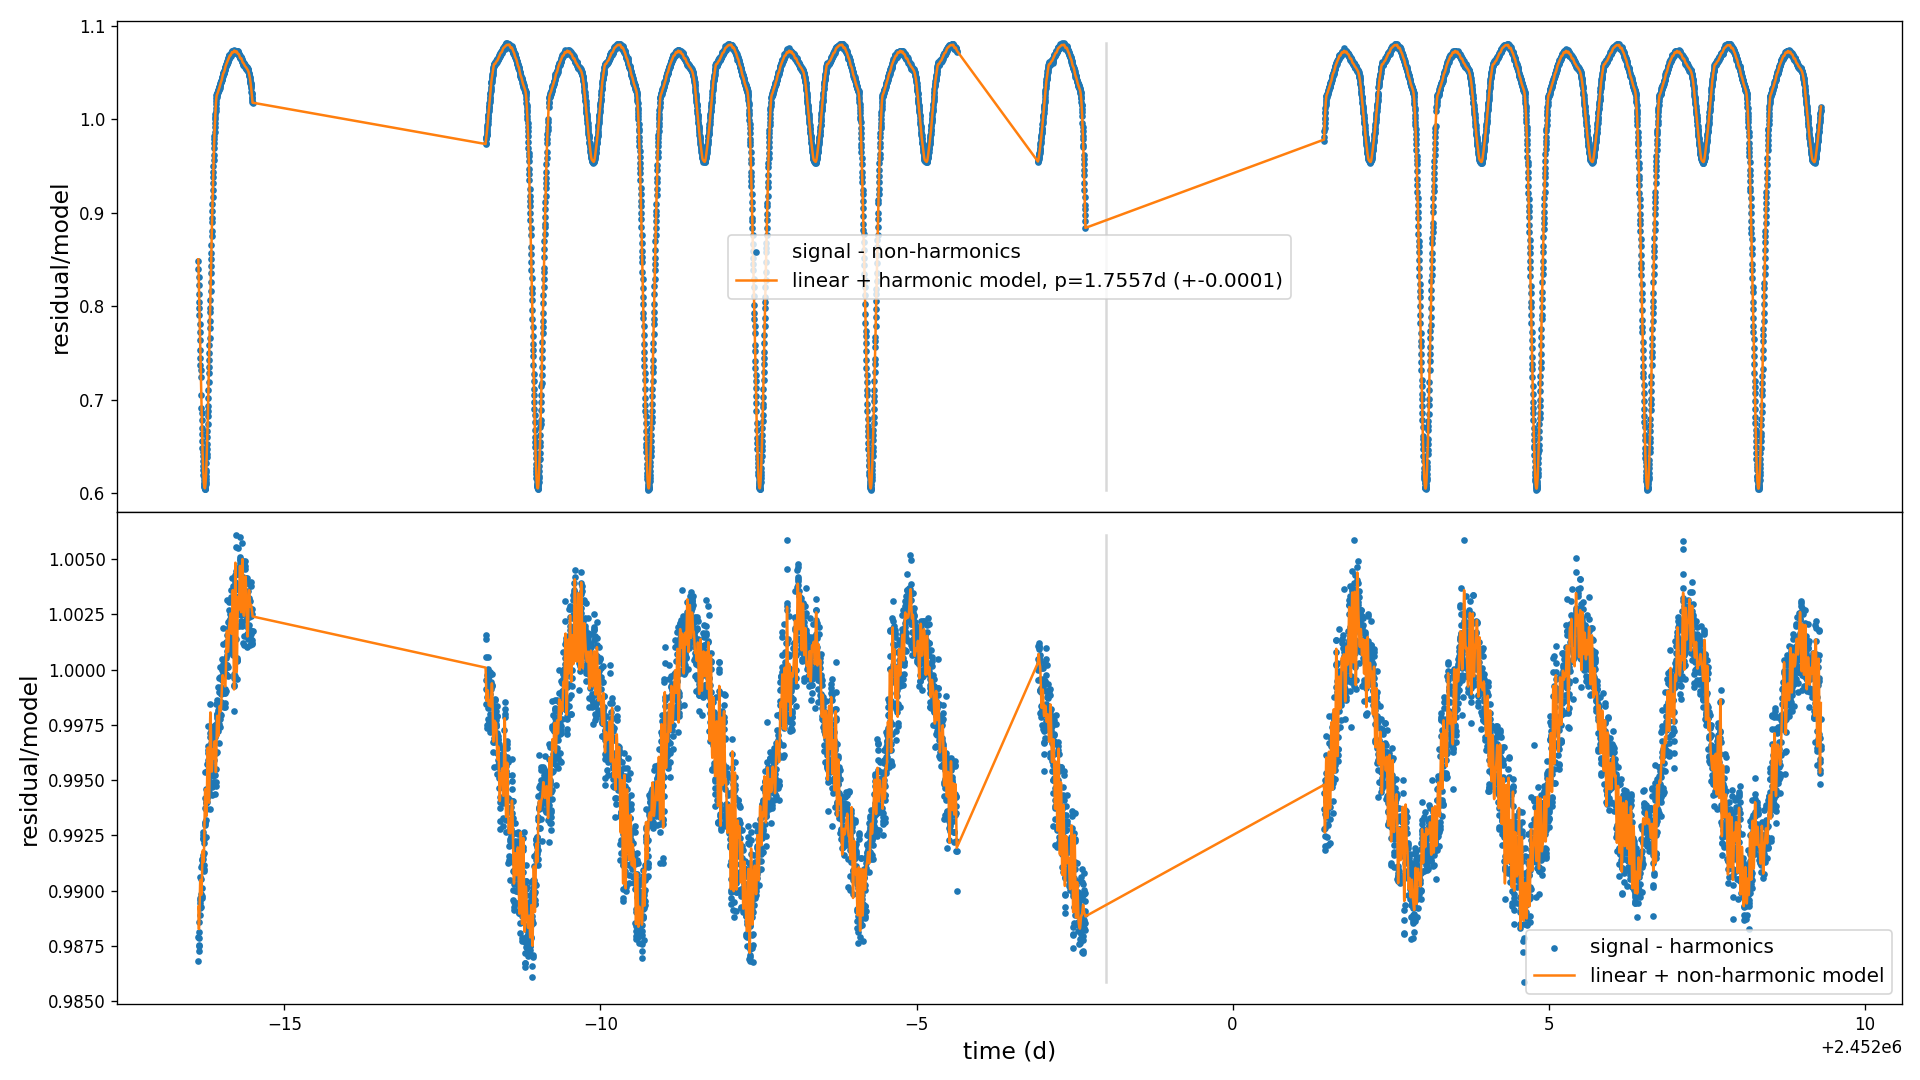 1.1
1.0
0.9
0.8
0.7
0.6
residual/model
signal - non-harmonics
linear + harmonic model, p=1.7557d (+-0.0001)
1.0050
1.0025
1.0000
0.9975
0.9950
0.9925
0.9900
0.9875
0.9850
residual/model
signal - harmonics
linear + non-harmonic model
−15
−10
−5
0
5
10
time (d)
+2.452e6